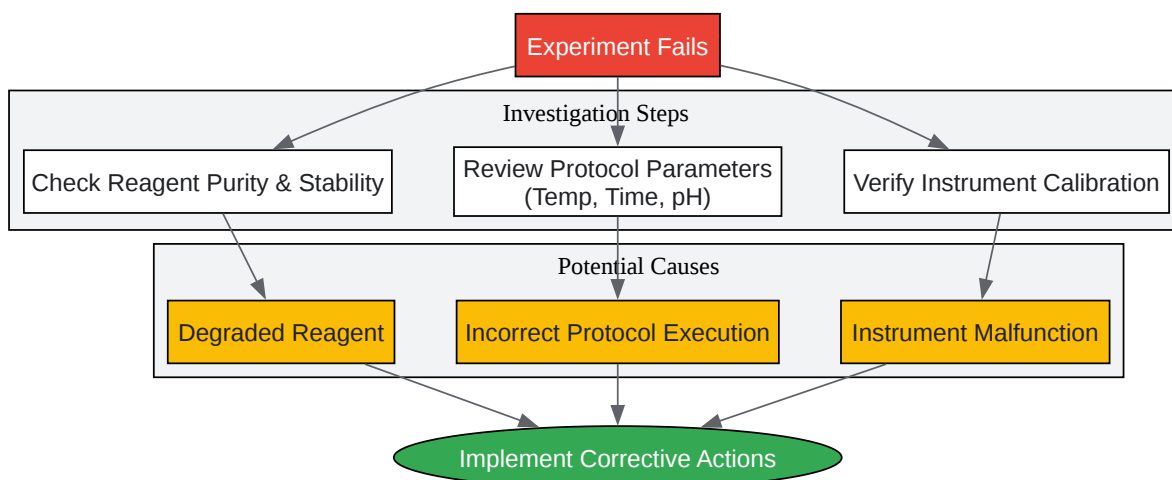 Experiment Fails
Investigation Steps
Check Reagent Purity & Stability
Review Protocol Parameters
(Temp, Time, pH)
Verify Instrument Calibration
Potential Causes
Degraded Reagent
Incorrect Protocol Execution
Instrument Malfunction
Implement Corrective Actions